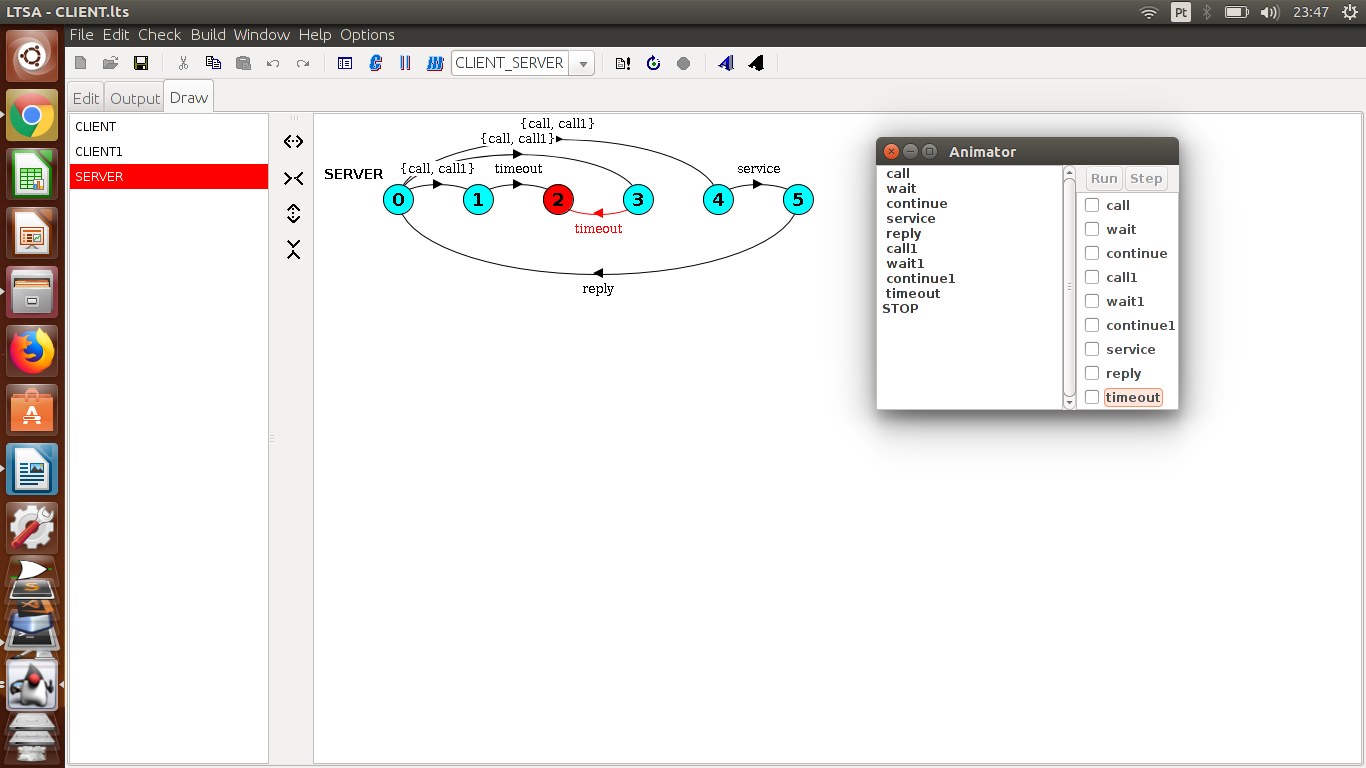 LTSA - CLIENT.lts
Pt
23:47
File Edit Check Build Window Help Options
CLIENT_SERVER
Edit Output Draw
CLIENT
CLIENT1
SERVER
{call, call1}
{call, call1}
{call, call1} timeout service
SERVER
0 1 2 3 4 5
timeout
reply
Animator
call
wait
continue
service
reply
call1
wait1
continue1
timeout
STOP
Run Step
call
wait
continue
call1
wait1
continue1
service
reply
timeout